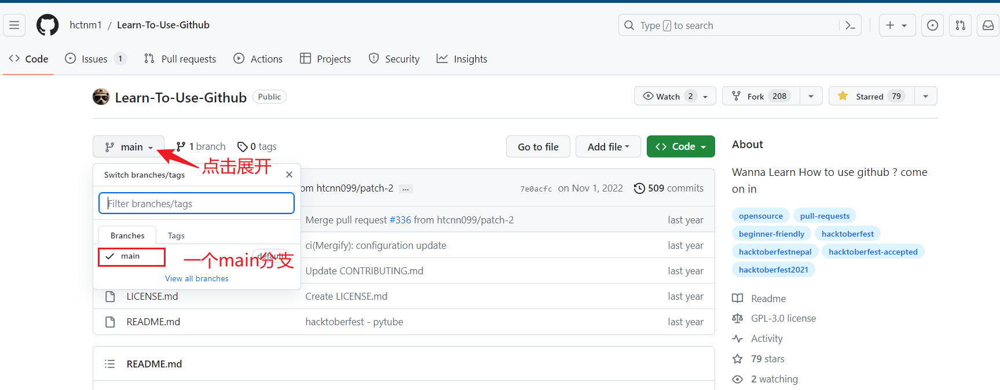 hctnm1 / Learn-To-Use-Github
Type / to search
Code Issues 1 Pull requests Actions Projects Security Insights
Learn-To-Use-Github Public
Watch 2 Fork 208 Starred 79
main 1 branch 0 tags Go to file Add file Code
点击展开
Switch branches/tags
Filter branches/tags
Branches Tags
main default
一个main分支
View all branches
om htcnn099/patch-2 ... 7e0acfc on Nov 1, 2022 509 commits
Merge pull request #336 from htcnn099/patch-2 last year
ci(Mergify): configuration update last year
Update CONTRIBUTING.md last year
LICENSE.md Create LICENSE.md last year
README.md hacktoberfest - pytube last year
README.md
About
Wanna Learn How to use github ? come
on in
opensource pull-requests
beginner-friendly hacktoberfest
hacktoberfestnepal hacktoberfest-accepted
hacktoberfest2021
Readme
GPL-3.0 license
Activity
79 stars
2 watching